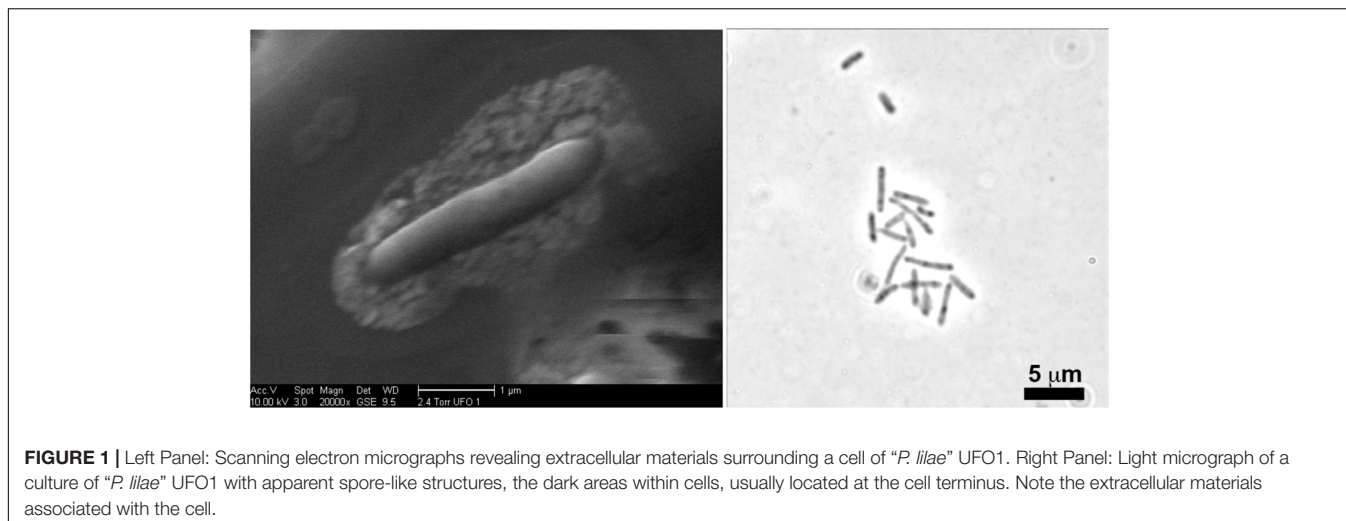 Acc.V Spot Magn Det WD 1 µm
10.00 kV 3.0 20000x GSE 9.5 2.4 Torr UFO 1
5 µm
FIGURE 1 | Left Panel: Scanning electron micrographs revealing extracellular materials surrounding a cell of “P. lilae” UFO1. Right Panel: Light micrograph of a
culture of “P. lilae” UFO1 with apparent spore-like structures, the dark areas within cells, usually located at the cell terminus. Note the extracellular materials
associated with the cell.